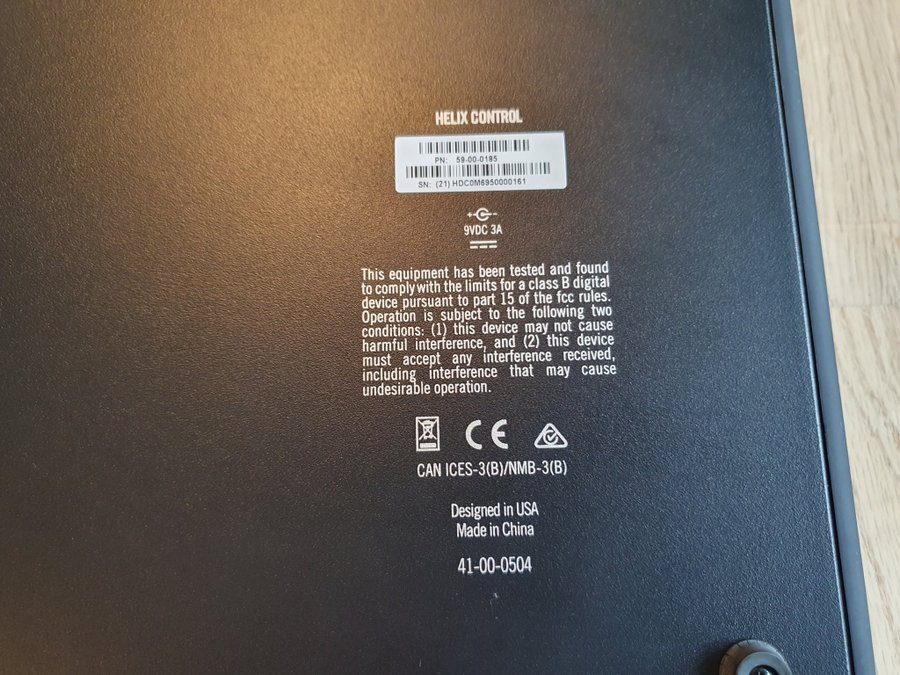 HELIX CONTROL
PN: 59-00-0185
SN: (21) HDC0M6950000161
9VDC 3A
This equipment has been tested and found
to comply with the limits for a class B digital
device pursuant to part 15 of the fcc rules.
Operation is subject to the following two
conditions: (1) this device may not cause
harmful interference, and (2) this device
must accept any interference received,
including interference that may cause
undesirable operation.
CE
CAN ICES-3(B)/NMB-3(B)
Designed in USA
Made in China
41-00-0504